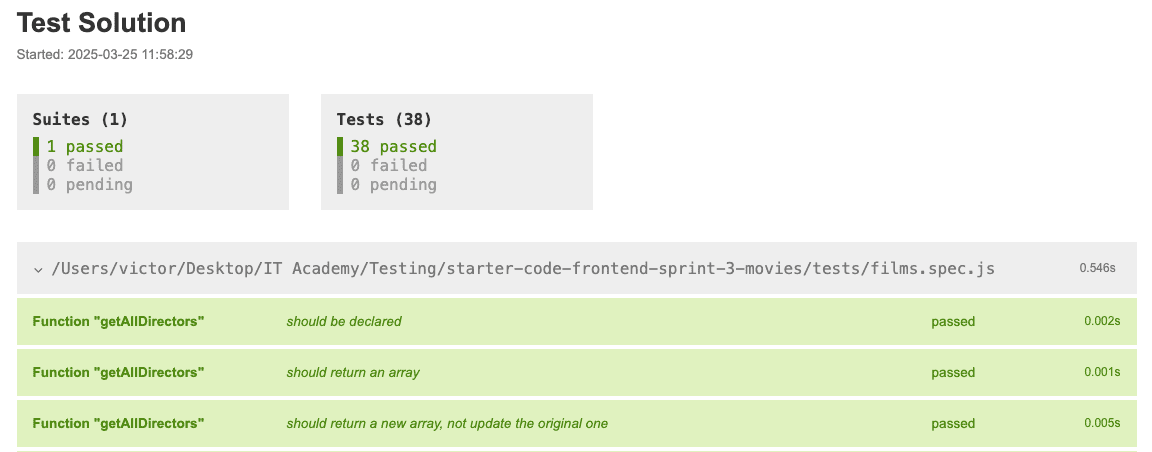 Test Solution
Started: 2025-03-25 11:58:29
Suites (1)
1 passed
0 failed
0 pending
Tests (38)
38 passed
0 failed
0 pending
/Users/victor/Desktop/IT Academy/Testing/starter-code-frontend-sprint-3-movies/tests/films.spec.js 0.546s
Function "getAllDirectors" should be declared passed 0.002s
Function "getAllDirectors" should return an array passed 0.001s
Function "getAllDirectors" should return a new array, not update the original one passed 0.005s